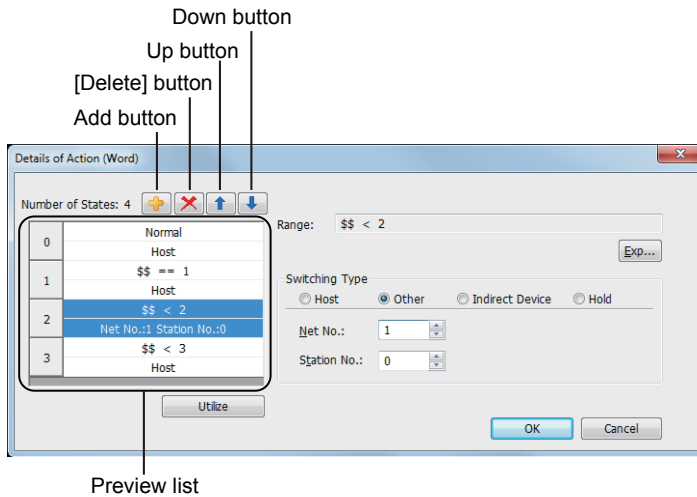 Down button
Up button
[Delete] button
Add button
Details of Action (Word)
Number of States: 4
Range: $$ < 2
Exp...
0 Normal
Host
1 $$ == 1
Host
2 $$ < 2
Net No.:1 Station No.:0
3 $$ < 3
Host
Switching Type
Host Other Indirect Device Hold
Net No.: 1
Station No.: 0
Utilize
OK Cancel
Preview list